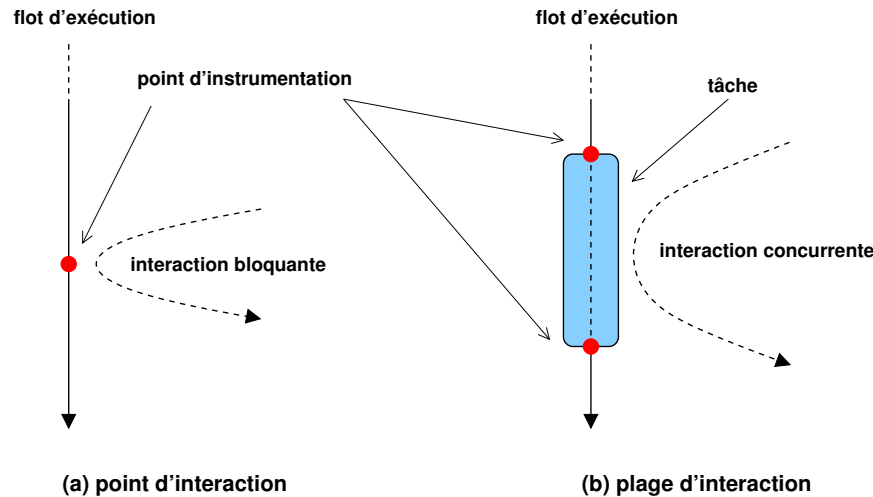 flot d'exécution
flot d'exécution
point d'instrumentation
tâche
interaction bloquante
interaction concurrente
(a) point d'interaction
(b) plage d'interaction